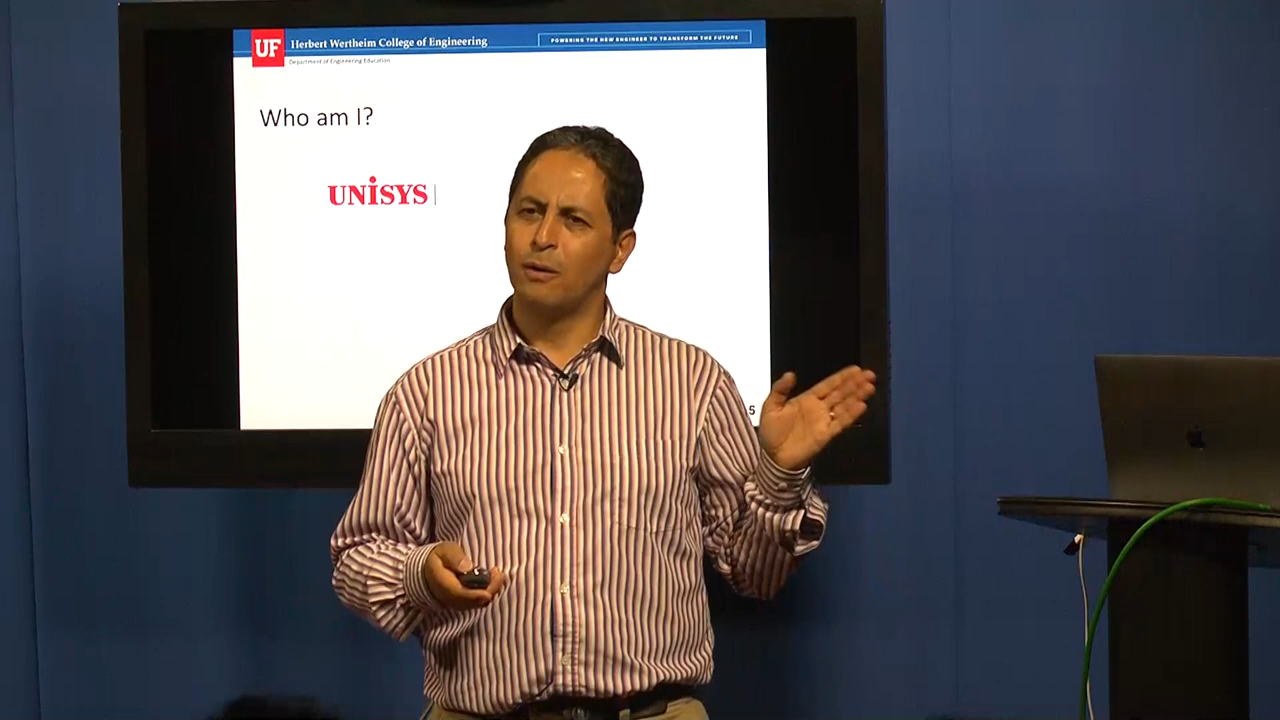 UF
Herbert Wertheim College of Engineering
POWERING THE NEW ENGINEER TO TRANSFORM THE FUTURE
Department of Engineering Education
Who am I?
UNiSYS |
5